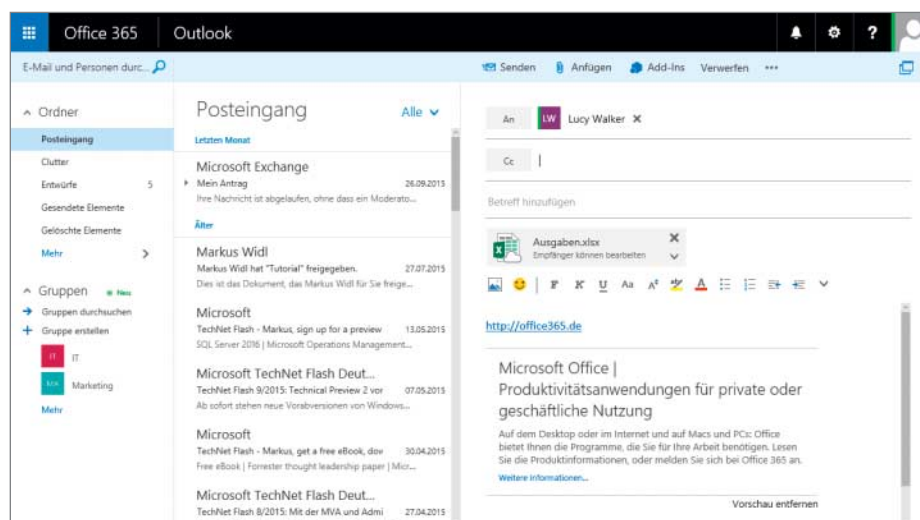 Office 365 Outlook ?
E-Mail und Personen durc...
Senden Anfügen Add-Ins Verwerfen •••
Ordner
Posteingang
Clutter
Entwürfe 5
Gesendete Elemente
Gelöschte Elemente
Mehr
Gruppen Neu
Gruppen durchsuchen
Gruppe erstellen
IT IT
Marketing
Mehr
Posteingang Alle
Letzten Monat
Microsoft Exchange
Mein Antrag 26.09.2015
Ihre Nachricht ist abgelaufen, ohne dass ein Moderato...
Älter
Markus Widl
Markus Widl hat "Tutorial" freigegeben. 27.07.2015
Dies ist das Dokument, das Markus Widl für Sie freige...
Microsoft
TechNet Flash - Markus, sign up for a preview 13.05.2015
SQL Server 2016 | Microsoft Operations Management...
Microsoft TechNet Flash Deut...
TechNet Flash 9/2015: Technical Preview 2 vor 07.05.2015
Ab sofort stehen neue Vorabversionen von Windows...
Microsoft
TechNet Flash - Markus, get a free eBook, dow 30.04.2015
Free eBook | Forrester thought leadership paper | Micr...
Microsoft TechNet Flash Deut...
TechNet Flash 8/2015: Mit der MVA und Admi 27.04.2015
An LW Lucy Walker ×
Cc
Betreff hinzufügen
Ausgaben.xlsx
Empfänger können bearbeiten
F K U Aa A² aby A
http://office365.de
Microsoft Office |
Produktivitätsanwendungen für private oder
geschäftliche Nutzung
Auf dem Desktop oder im Internet und auf Macs und PCs: Office
bietet Ihnen die Programme, die Sie für Ihre Arbeit benötigen. Lesen
Sie die Produktinformationen, oder melden Sie sich bei Office 365 an.
Weitere Informationen...
Vorschau entfernen